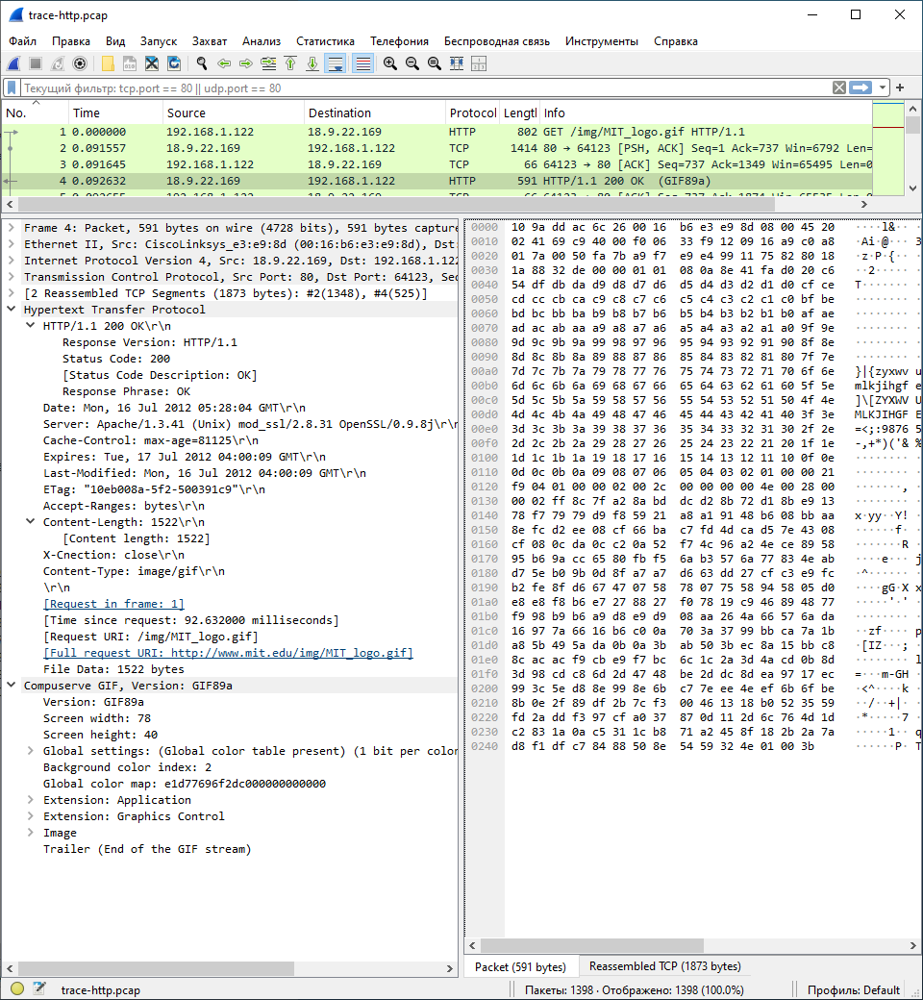 trace-http.pcap
Файл Правка Вид Запуск Захват Анализ Статистика Телефония Беспроводная связь Инструменты Справка
Текущий фильтр: tcp.port == 80 || udp.port == 80
No. Time Source Destination Protocol Lengtl Info
1 0.000000 192.168.1.122 18.9.22.169 HTTP 802 GET /img/MIT_logo.gif HTTP/1.1
2 0.091557 18.9.22.169 192.168.1.122 TCP 1414 80 → 64123 [PSH, ACK] Seq=1 Ack=737 Win=6792 Len=
3 0.091645 192.168.1.122 18.9.22.169 TCP 66 64123 → 80 [ACK] Seq=737 Ack=1349 Win=65495 Len=0
4 0.092632 18.9.22.169 192.168.1.122 HTTP 591 HTTP/1.1 200 OK (GIF89a)
Frame 4: Packet, 591 bytes on wire (4728 bits), 591 bytes capture
Ethernet II, Src: CiscoLinksys_e3:e9:8d (00:16:b6:e3:e9:8d), Dst:
Internet Protocol Version 4, Src: 18.9.22.169, Dst: 192.168.1.122
Transmission Control Protocol, Src Port: 80, Dst Port: 64123, Seq
[2 Reassembled TCP Segments (1873 bytes): #2(1348), #4(525)]
Hypertext Transfer Protocol
HTTP/1.1 200 OK\r\n
Response Version: HTTP/1.1
Status Code: 200
[Status Code Description: OK]
Response Phrase: OK
Date: Mon, 16 Jul 2012 05:28:04 GMT\r\n
Server: Apache/1.3.41 (Unix) mod_ssl/2.8.31 OpenSSL/0.9.8j\r\n
Cache-Control: max-age=81125\r\n
Expires: Tue, 17 Jul 2012 04:00:09 GMT\r\n
Last-Modified: Mon, 16 Jul 2012 04:00:09 GMT\r\n
ETag: "10eb008a-5f2-500391c9"\r\n
Accept-Ranges: bytes\r\n
Content-Length: 1522\r\n
[Content length: 1522]
X-Cnection: close\r\n
Content-Type: image/gif\r\n
\r\n
[Request in frame: 1]
[Time since request: 92.632000 milliseconds]
[Request URI: /img/MIT_logo.gif]
[Full request URI: http://www.mit.edu/img/MIT_logo.gif]
File Data: 1522 bytes
Compuserve GIF, Version: GIF89a
Version: GIF89a
Screen width: 78
Screen height: 40
Global settings: (Global color table present) (1 bit per color
Background color index: 2
Global color map: e1d77696f2dc000000000000
Extension: Application
Extension: Graphics Control
Image
Trailer (End of the GIF stream)
0000 10 9a dd ac 6c 26 00 16 b6 e3 e9 8d 08 00 45 20 ····l&··
0010 02 41 69 c9 40 00 f0 06 33 f9 12 09 16 a9 c0 a8 ·Ai·@··· 3
0020 01 7a 00 50 fa 7b a9 f7 e9 e4 99 11 75 82 80 18 ·z·P·{··
0030 1a 88 32 de 00 00 01 01 08 0a 8e 41 fa d0 20 c6 ··2·····
0040 54 df db da d9 d8 d7 d6 d5 d4 d3 d2 d1 d0 cf ce T·······
0050 cd cc cb ca c9 c8 c7 c6 c5 c4 c3 c2 c1 c0 bf be ········
0060 bd bc bb ba b9 b8 b7 b6 b5 b4 b3 b2 b1 b0 af ae ········
0070 ad ac ab aa a9 a8 a7 a6 a5 a4 a3 a2 a1 a0 9f 9e ········
0080 9d 9c 9b 9a 99 98 97 96 95 94 93 92 91 90 8f 8e ········
0090 8d 8c 8b 8a 89 88 87 86 85 84 83 82 81 80 7f 7e ········
00a0 7d 7c 7b 7a 79 78 77 76 75 74 73 72 71 70 6f 6e }|{zyxwv u
00b0 6d 6c 6b 6a 69 68 67 66 65 64 63 62 61 60 5f 5e mlkjihgf e
00c0 5d 5c 5b 5a 59 58 57 56 55 54 53 52 51 50 4f 4e ]\[ZYXWV U
00d0 4d 4c 4b 4a 49 48 47 46 45 44 43 42 41 40 3f 3e MLKJIHGF E
00e0 3d 3c 3b 3a 39 38 37 36 35 34 33 32 31 30 2f 2e =<;:9876 5
00f0 2d 2c 2b 2a 29 28 27 26 25 24 23 22 21 20 1f 1e -,+*)('& %
0100 1d 1c 1b 1a 19 18 17 16 15 14 13 12 11 10 0f 0e ········
0110 0d 0c 0b 0a 09 08 07 06 05 04 03 02 01 00 00 21 ········
0120 f9 04 01 00 00 02 00 2c 00 00 00 00 4e 00 28 00 ·······,
0130 00 02 ff 8c 7f a2 8a bd dc cd 28 b2 d1 8b e9 13 ········
0140 78 f7 79 79 d9 f8 59 21 a8 a1 91 48 b6 08 bb aa x·yy··Y!
0150 8e fc d2 ee 08 cf 66 ba c7 fd 4d ca d5 7e 43 08 ······f·
0160 cf 08 0c da 0c c2 0a 52 f7 4c 96 a2 4e ce 89 58 ·······R
0170 95 b6 9a cc 65 80 fb f5 6a b3 57 6a 77 83 4e ab ····e··· j
0180 d7 5e b0 9b 0d 8f a7 a7 d6 63 dd 27 cf c3 e9 fc ·^······
0190 b2 fe 8f d6 67 47 07 58 78 07 75 58 94 58 05 d0 ····gG·X x
01a0 e8 e8 f8 b6 e7 27 88 27 f0 78 19 c9 46 89 48 77 ·····'·'
01b0 f9 98 b9 b6 a9 d8 e9 d9 08 aa 26 4a 66 57 6a da ········
01c0 16 97 7a 66 16 b6 c0 0a 70 3a 37 99 bb ca 7a 1b ··zf···· p
01d0 a8 5b 49 5a da 0b 0a 3b ab 50 3b ec 8a 15 bb c8 ·[IZ···;
01e0 8c ac ac f9 cb e9 f7 bc 6c 1c 2a 3d 4a cd 0b 8d ········ l
01f0 3d 98 cd c8 6d 2d 47 48 be 2d dc 8d ea 97 17 ec =···m-GH
0200 99 3c 5e d8 8e 99 8e 6b c7 7e ee 4e ef 6b 6f be ·<^····k
0210 8b 0e 2f 89 df 2b 7c f3 00 46 13 18 b0 52 35 59 ··/··+|·
0220 fd 2a dd f3 97 cf a0 37 87 0d 11 2d 6c 76 4d 1d ·*·····7
0230 c2 83 1a 0c c5 31 1c b8 71 a2 45 8f 18 2b 2a 7a ·····1·· q
0240 d8 f1 df c7 84 88 50 8e 54 59 32 4e 01 00 3b ······P· T
Packet (591 bytes) Reassembled TCP (1873 bytes)
trace-http.pcap Пакеты: 1398 · Отображено: 1398 (100.0%) Профиль: Default